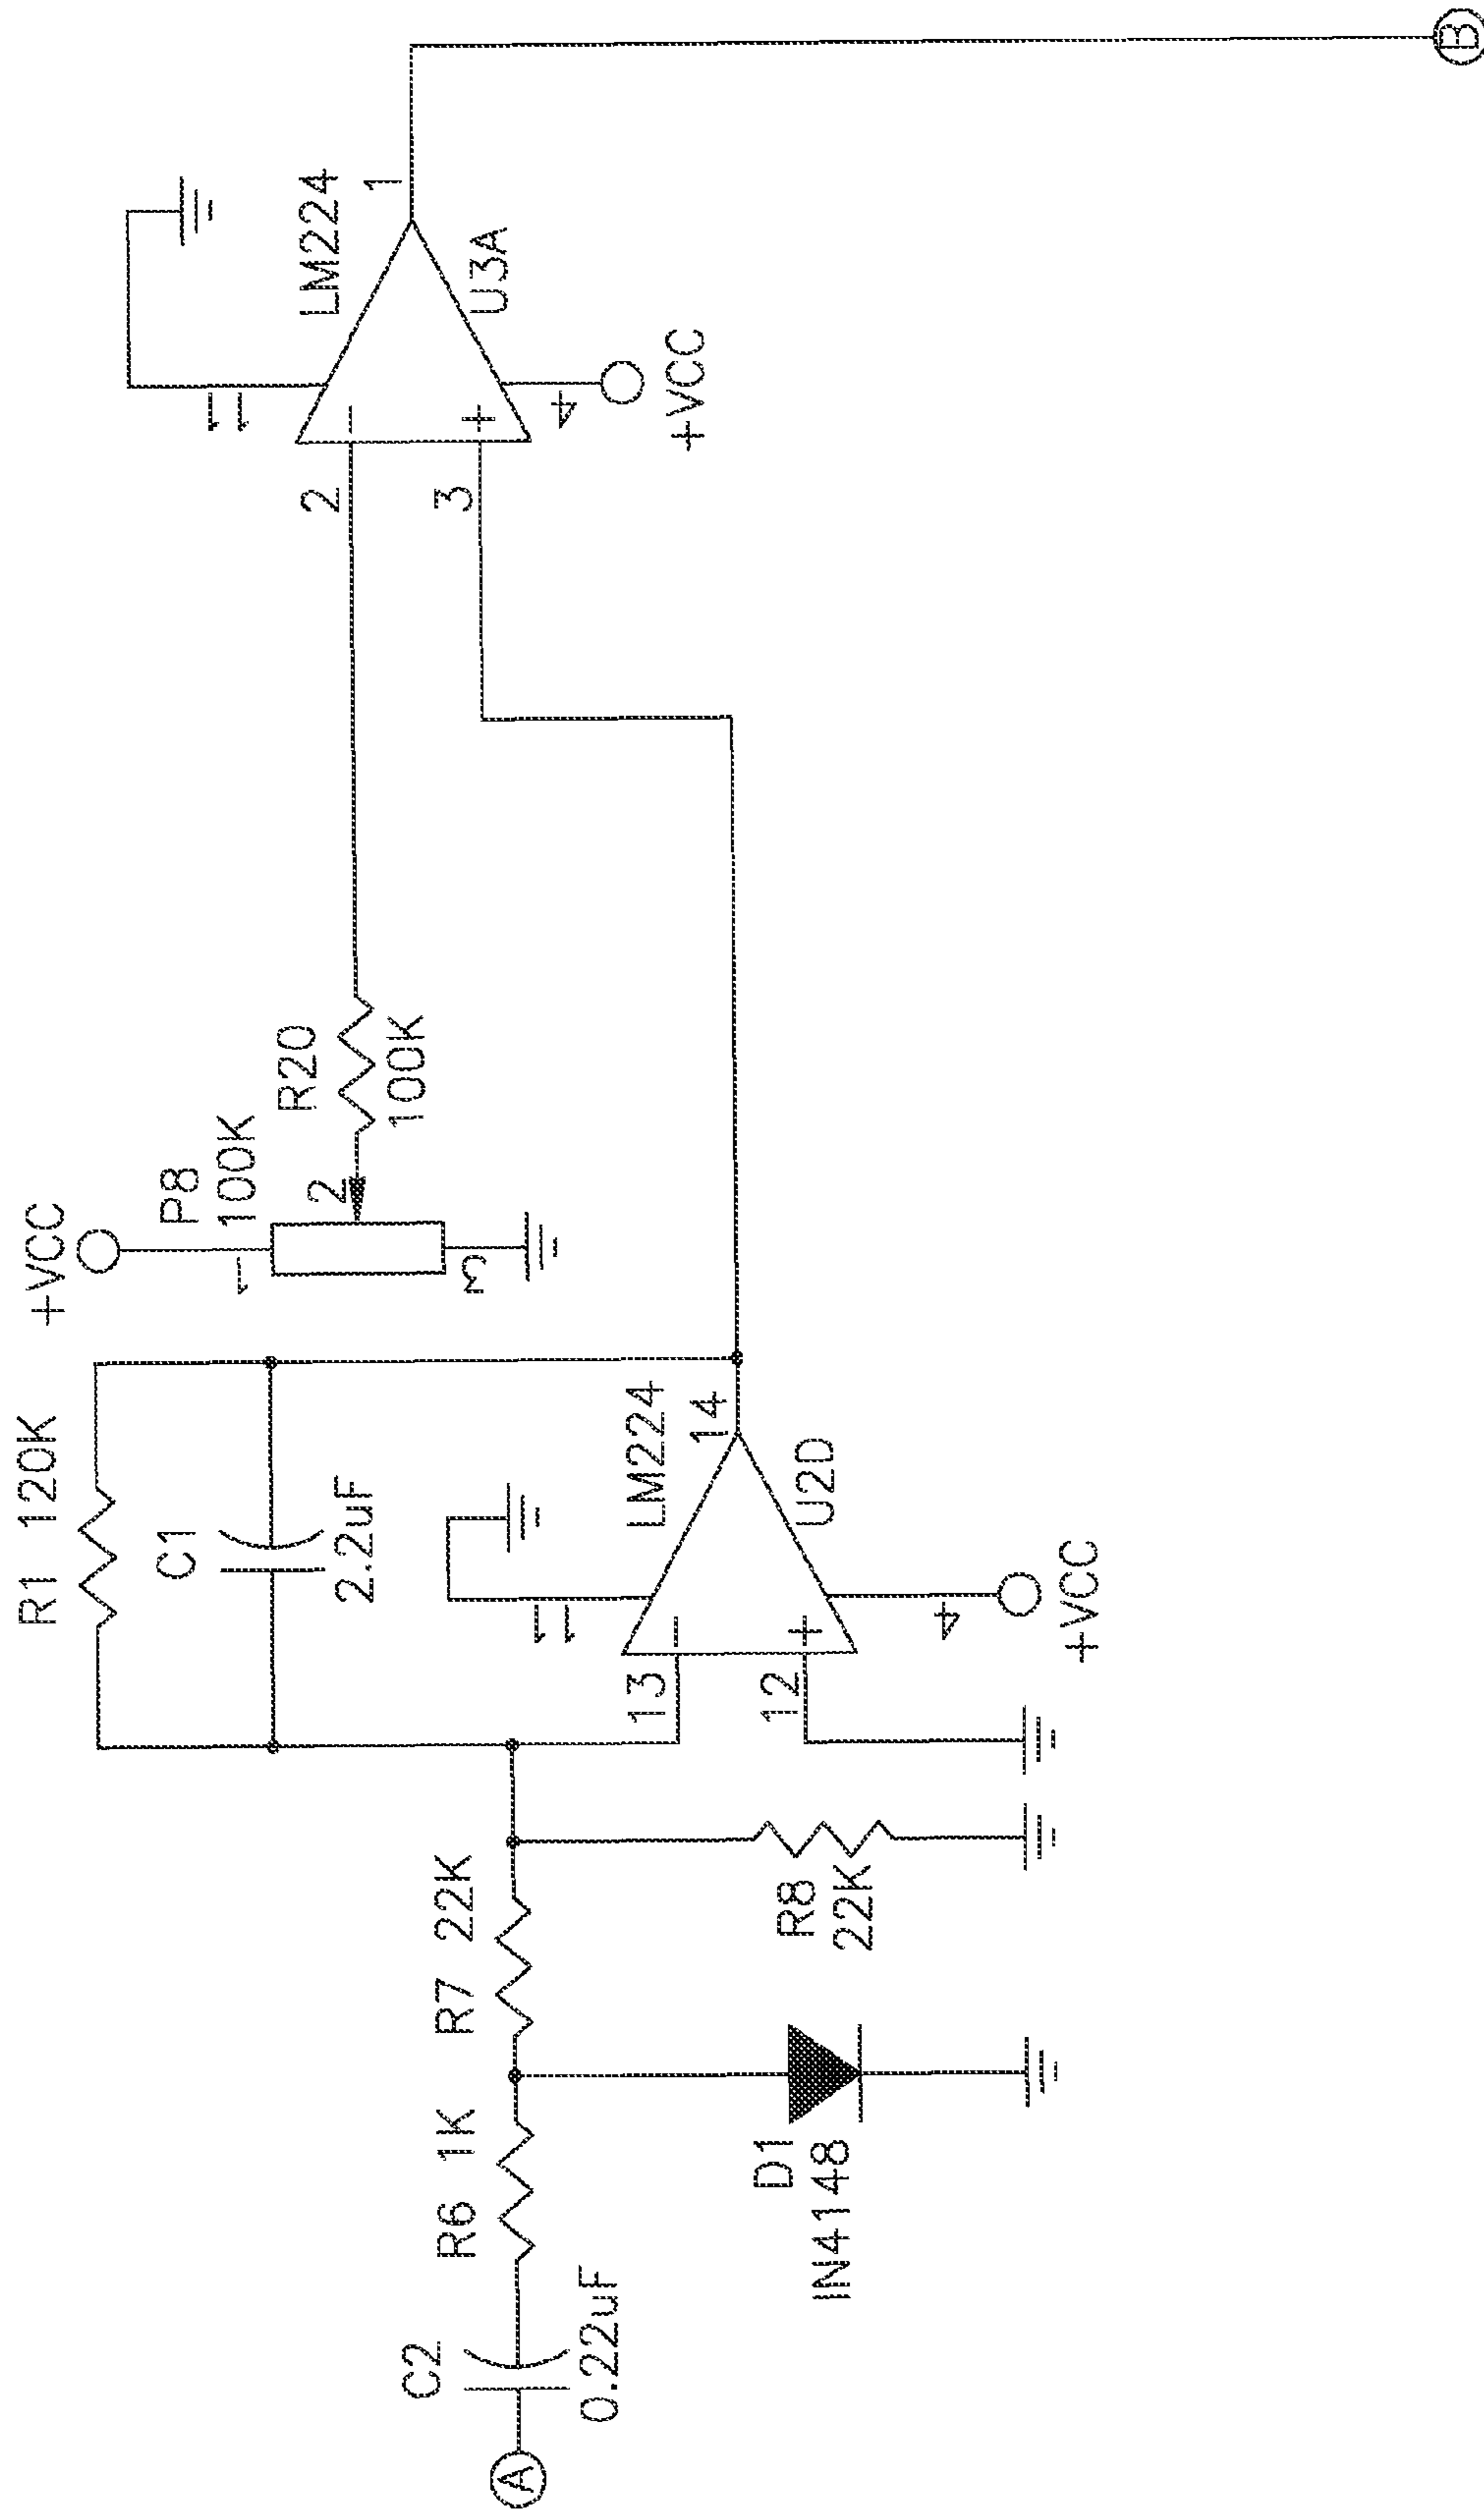 +VCC
R1 120K
C1
2.2uF
P8
100K
1
2
3
R20
100K
LM224
11
2
3
1
U3A
4
+VCC
LM224
11
13
12
14
U2D
4
+VCC
A
C2
0.22uF
R6 1K
R7 22K
D1
IN4148
R8
22K
B